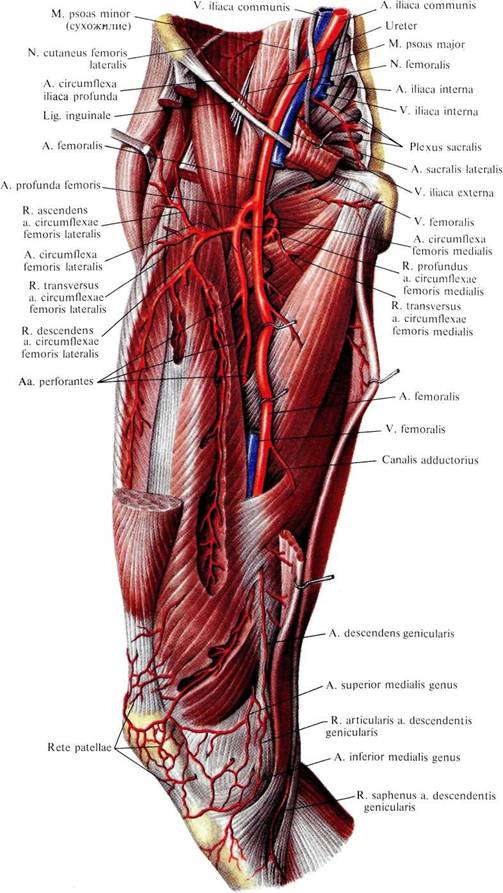 M. psoas minor
(сухожилие)
N. cutaneus femoris
lateralis
A. circumflexa
iliaca profunda
Lig. inguinale
A. femoralis
A. profunda femoris
R. ascendens
a. circumflexae
femoris lateralis
A. circumflexa
femoris lateralis
R. transversus
a. circumflexae
femoris lateralis
R. descendens
a. circumflexae
femoris lateralis
Aa. perforantes
Rete patellae
V. iliaca communis
A. iliaca communis
Ureter
M. psoas major
N. femoralis
A. iliaca interna
V. iliaca interna
Plexus sacralis
A. sacralis lateralis
V. iliaca externa
V. femoralis
A. circumflexa
femoris medialis
R. profundus
a. circumflexae
femoris medialis
R. transversus
a. circumflexae
femoris medialis
A. femoralis
V. femoralis
Canalis adductorius
A. descendens genicularis
A. superior medialis genus
R. articularis a. descendentis
genicularis
A. inferior medialis genus
R. saphenus a. descendentis
genicularis